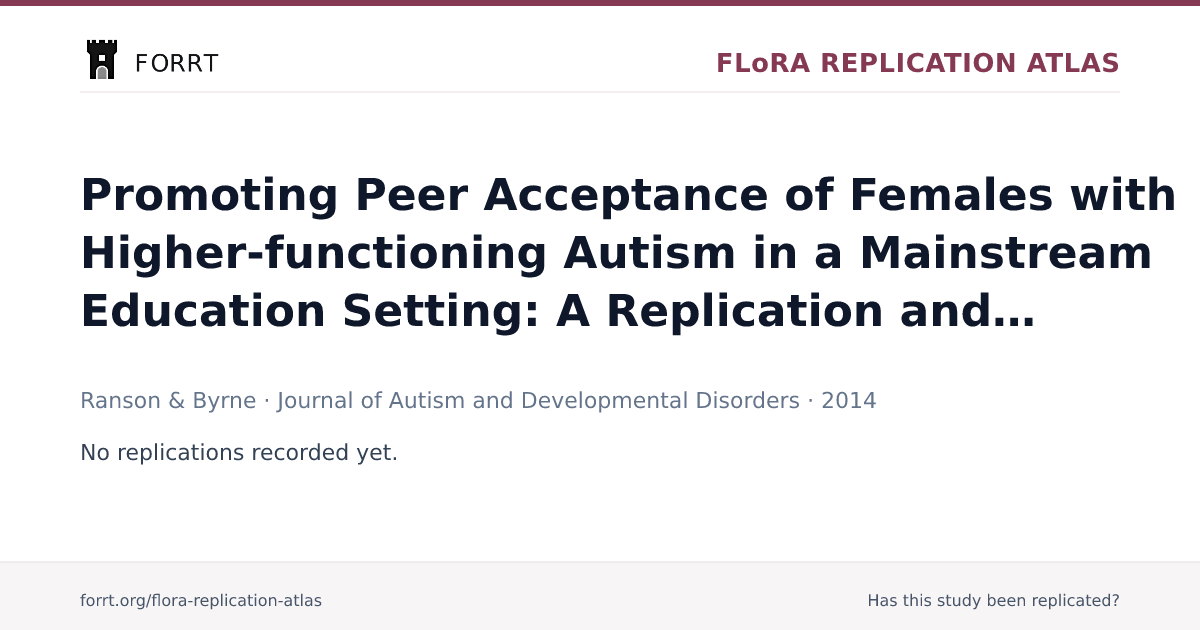 FORRT
FLoRA REPLICATION ATLAS
Promoting Peer Acceptance of Females with
Higher-functioning Autism in a Mainstream
Education Setting: A Replication and…
Ranson & Byrne · Journal of Autism and Developmental Disorders · 2014
No replications recorded yet.
forrt.org/flora-replication-atlas
Has this study been replicated?